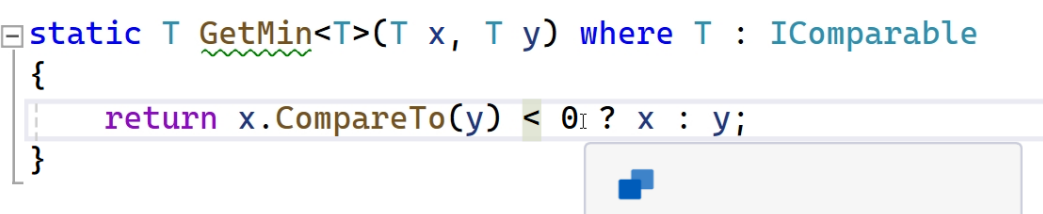 static T GetMin<T>(T x, T y) where T : IComparable
{
return x.CompareTo(y) < 0 ? x : y;
}